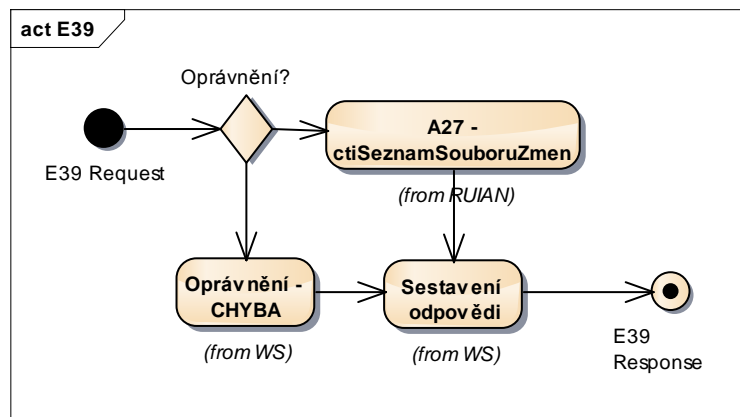 act E39
Oprávnění?
E39 Request
A27 -
ctiSeznamSouboruZmen
(from RUIAN)
Oprávnění -
CHYBA
(from WS)
Sestavení
odpovědi
(from WS)
E39
Response